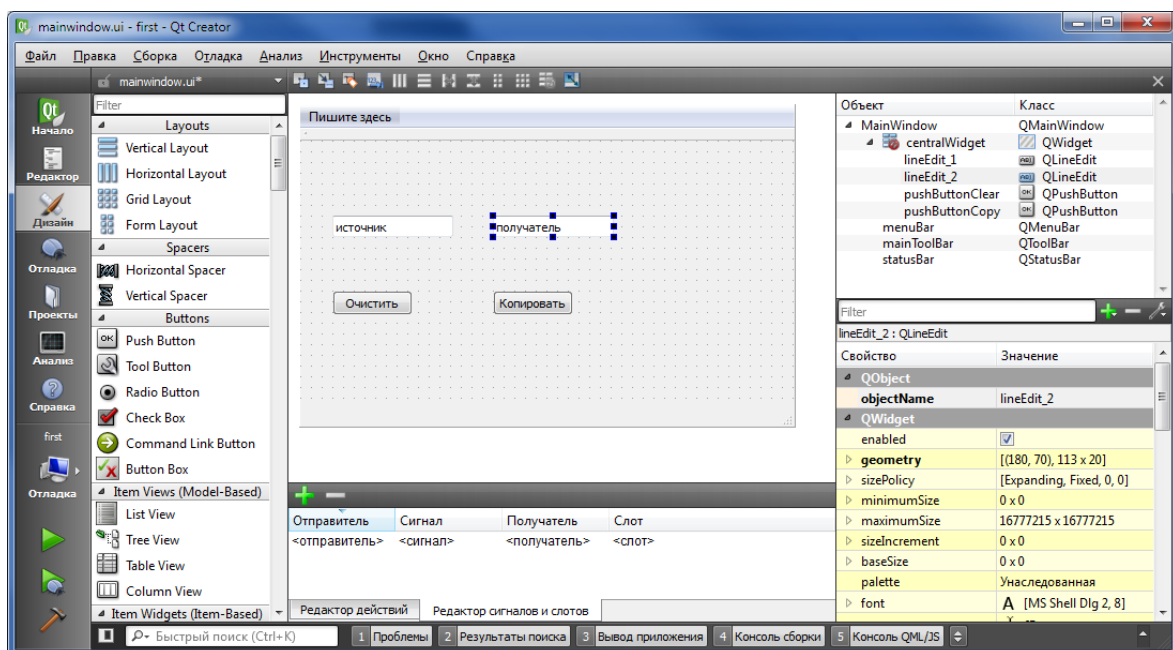 mainwindow.ui - first - Qt Creator
Файл Правка Сборка Отладка Анализ Инструменты Окно Справка
mainwindow.ui*
Начало
Редактор
Дизайн
Отладка
Проекты
Анализ
Справка
first
Отладка
Filter
Layouts
Vertical Layout
Horizontal Layout
Grid Layout
Form Layout
Spacers
Horizontal Spacer
Vertical Spacer
Buttons
OK Push Button
Tool Button
Radio Button
Check Box
Command Link Button
Button Box
Item Views (Model-Based)
List View
Tree View
Table View
Column View
Item Widgets (Item-Based)
Пишите здесь
источник получатель
Очистить Копировать
Отправитель Сигнал Получатель Слот
<отправитель> <сигнал> <получатель> <слот>
Редактор действий Редактор сигналов и слотов
Объект Класс
MainWindow QMainWindow
centralWidget QWidget
lineEdit_1 QLineEdit
lineEdit_2 QLineEdit
pushButtonClear OK QPushButton
pushButtonCopy OK QPushButton
menuBar QMenuBar
mainToolBar QToolBar
statusBar QStatusBar
Filter
lineEdit_2 : QLineEdit
Свойство Значение
QObject
objectName lineEdit_2
QWidget
enabled
geometry [(180, 70), 113 x 20]
sizePolicy [Expanding, Fixed, 0, 0]
minimumSize 0 x 0
maximumSize 16777215 x 16777215
sizeIncrement 0 x 0
baseSize 0 x 0
palette Унаследованная
font A [MS Shell Dlg 2, 8]
Быстрый поиск (Ctrl+K) 1 Проблемы 2 Результаты поиска 3 Вывод приложения 4 Консоль сборки 5 Консоль QML/JS